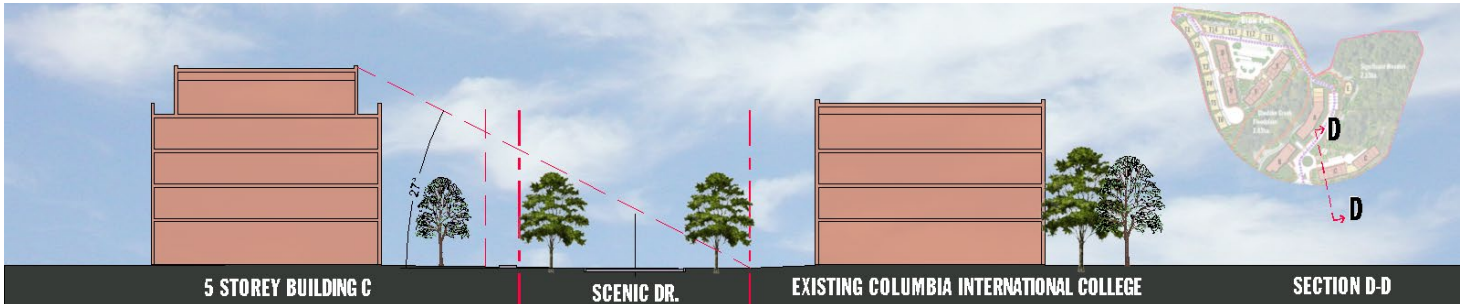 27°
D
D
5 STOREY BUILDING C
SCENIC DR.
EXISTING COLUMBIA INTERNATIONAL COLLEGE
SECTION D-D